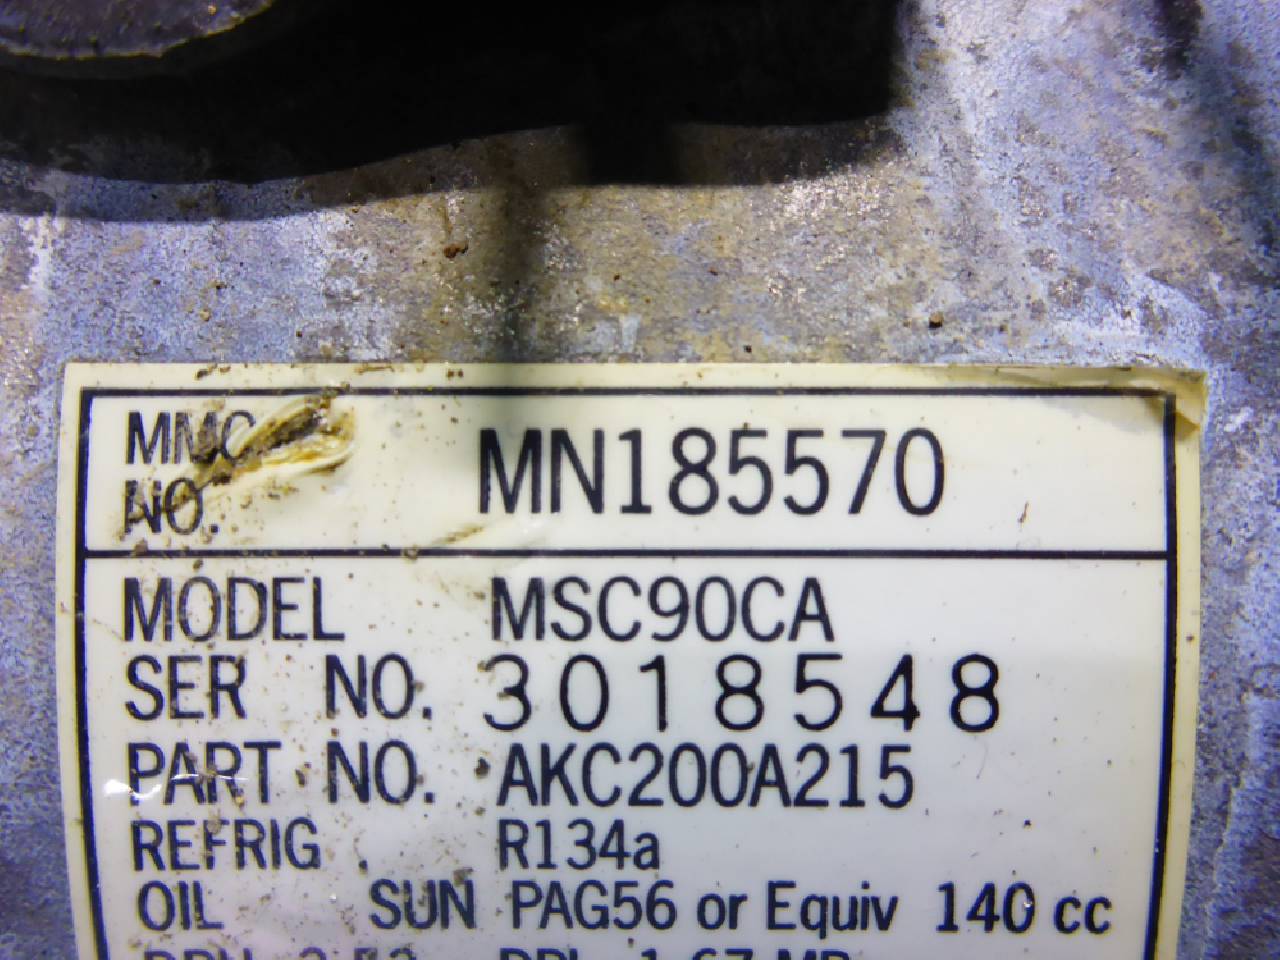 MMC
NO. MN185570
MODEL MSC90CA
SER NO. 3018548
PART NO. AKC200A215
REFRIG. R134a
OIL SUN PAG56 or Equiv 140 cc